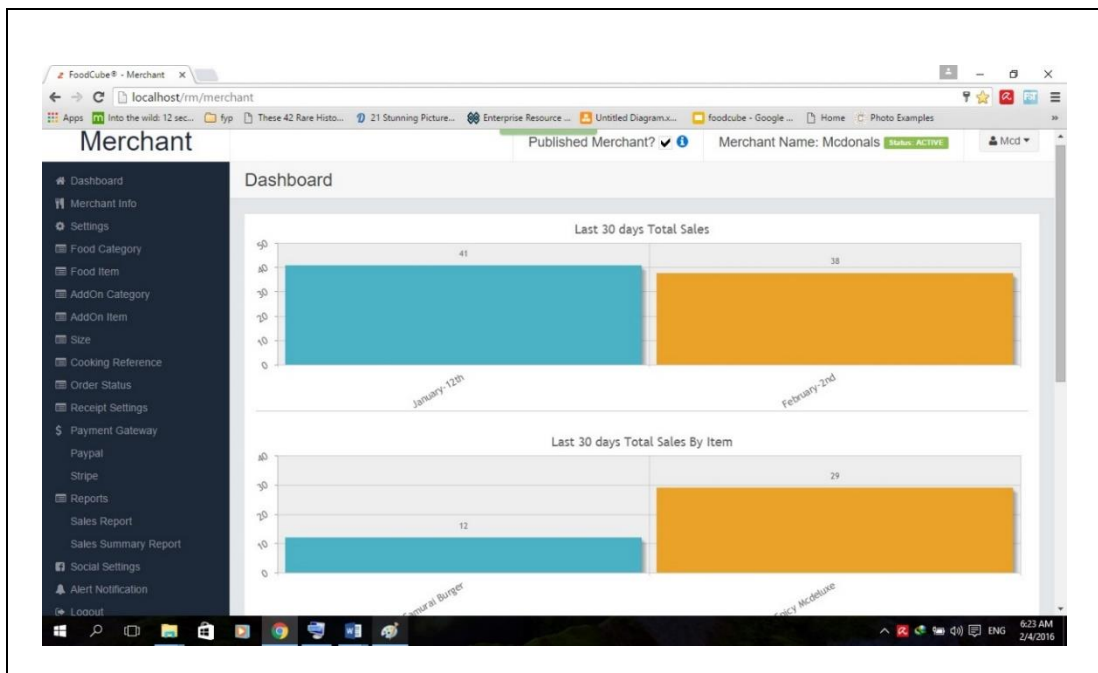 FoodCube® - Merchant
localhost/rm/merchant
Apps Into the wild: 12 sec... fyp These 42 Rare Histo... 21 Stunning Picture... Enterprise Resource ... Untitled Diagram.x... foodcube - Google ... Home Photo Examples
Merchant
Published Merchant? Merchant Name: Mcdonals Status: ACTIVE Mcd
Dashboard
Merchant Info
Settings
Food Category
Food Item
AddOn Category
AddOn Item
Size
Cooking Reference
Order Status
Receipt Settings
Payment Gateway
Paypal
Stripe
Reports
Sales Report
Sales Summary Report
Social Settings
Alert Notification
Logout
Dashboard
Last 30 days Total Sales
50
40
30
20
10
0
41
38
January-12th
February-2nd
Last 30 days Total Sales By Item
40
30
20
10
0
12
29
Burger
Mcdeluxe
ENG
6:23 AM
2/4/2016